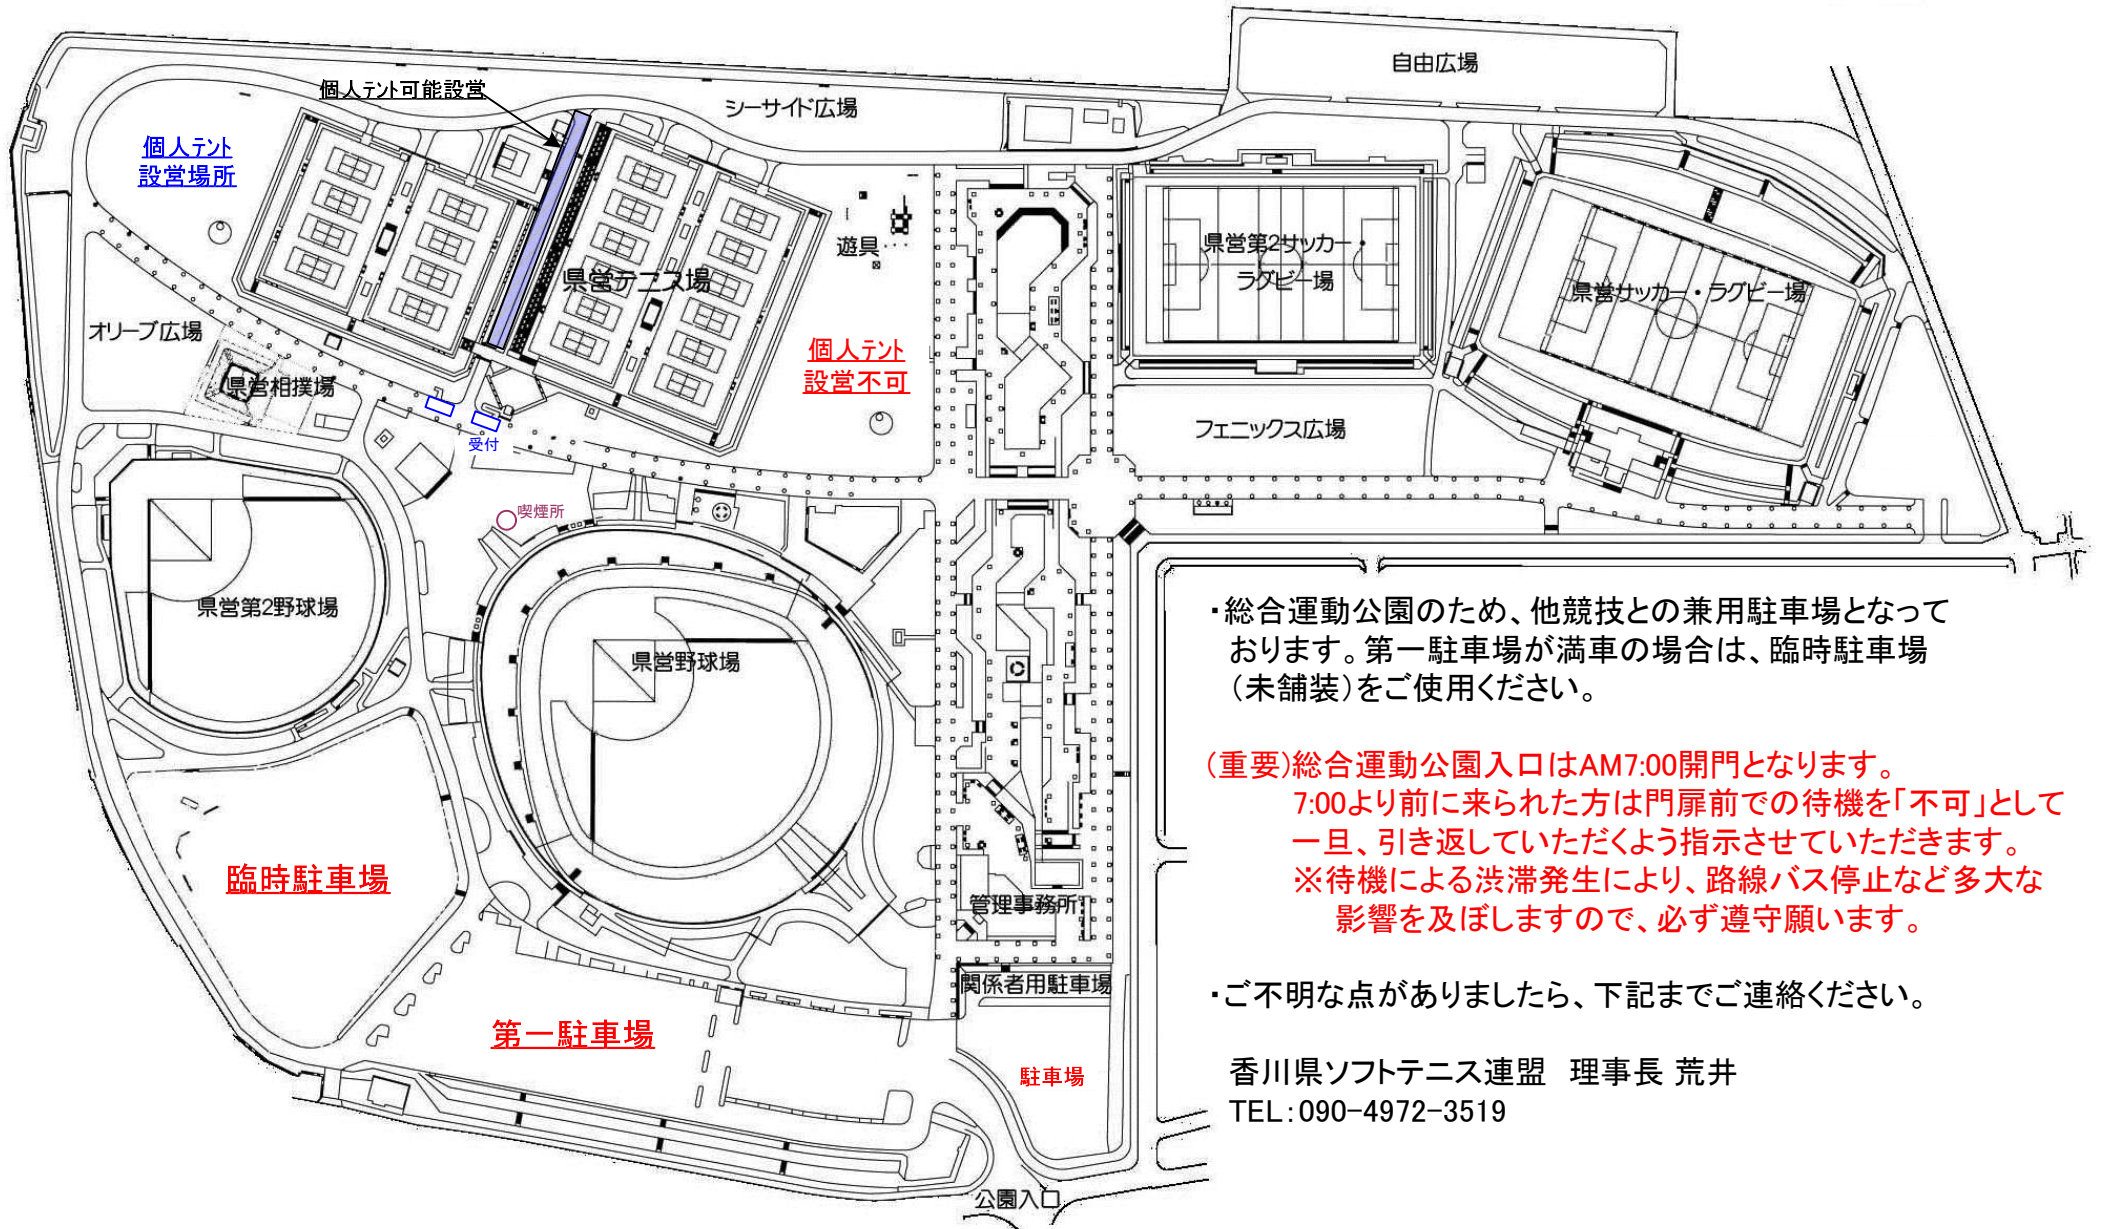 自由広場
個人テント可能設営
シーサイド広場
個人テント
設営場所
遊具
県営テニス場
県営第2サッカー
ラグビー場
県営サッカー・ラグビー場
オリーブ広場
個人テント
設営不可
県営相撲場
受付
フェニックス広場
喫煙所
県営第2野球場
県営野球場
・総合運動公園のため、他競技との兼用駐車場となって
おります。第一駐車場が満車の場合は、臨時駐車場
（未舗装）をご使用ください。
（重要）総合運動公園入口はAM7:00開門となります。
7:00より前に来られた方は門扉前での待機を「不可」として
一旦、引き返していただくよう指示させていただきます。
※待機による渋滞発生により、路線バス停止など多大な
影響を及ぼしますので、必ず遵守願います。
臨時駐車場
管理事務所
関係者用駐車場
第一駐車場
駐車場
・ご不明な点がありましたら、下記までご連絡ください。
香川県ソフトテニス連盟　理事長 荒井
TEL：090-4972-3519
公園入口